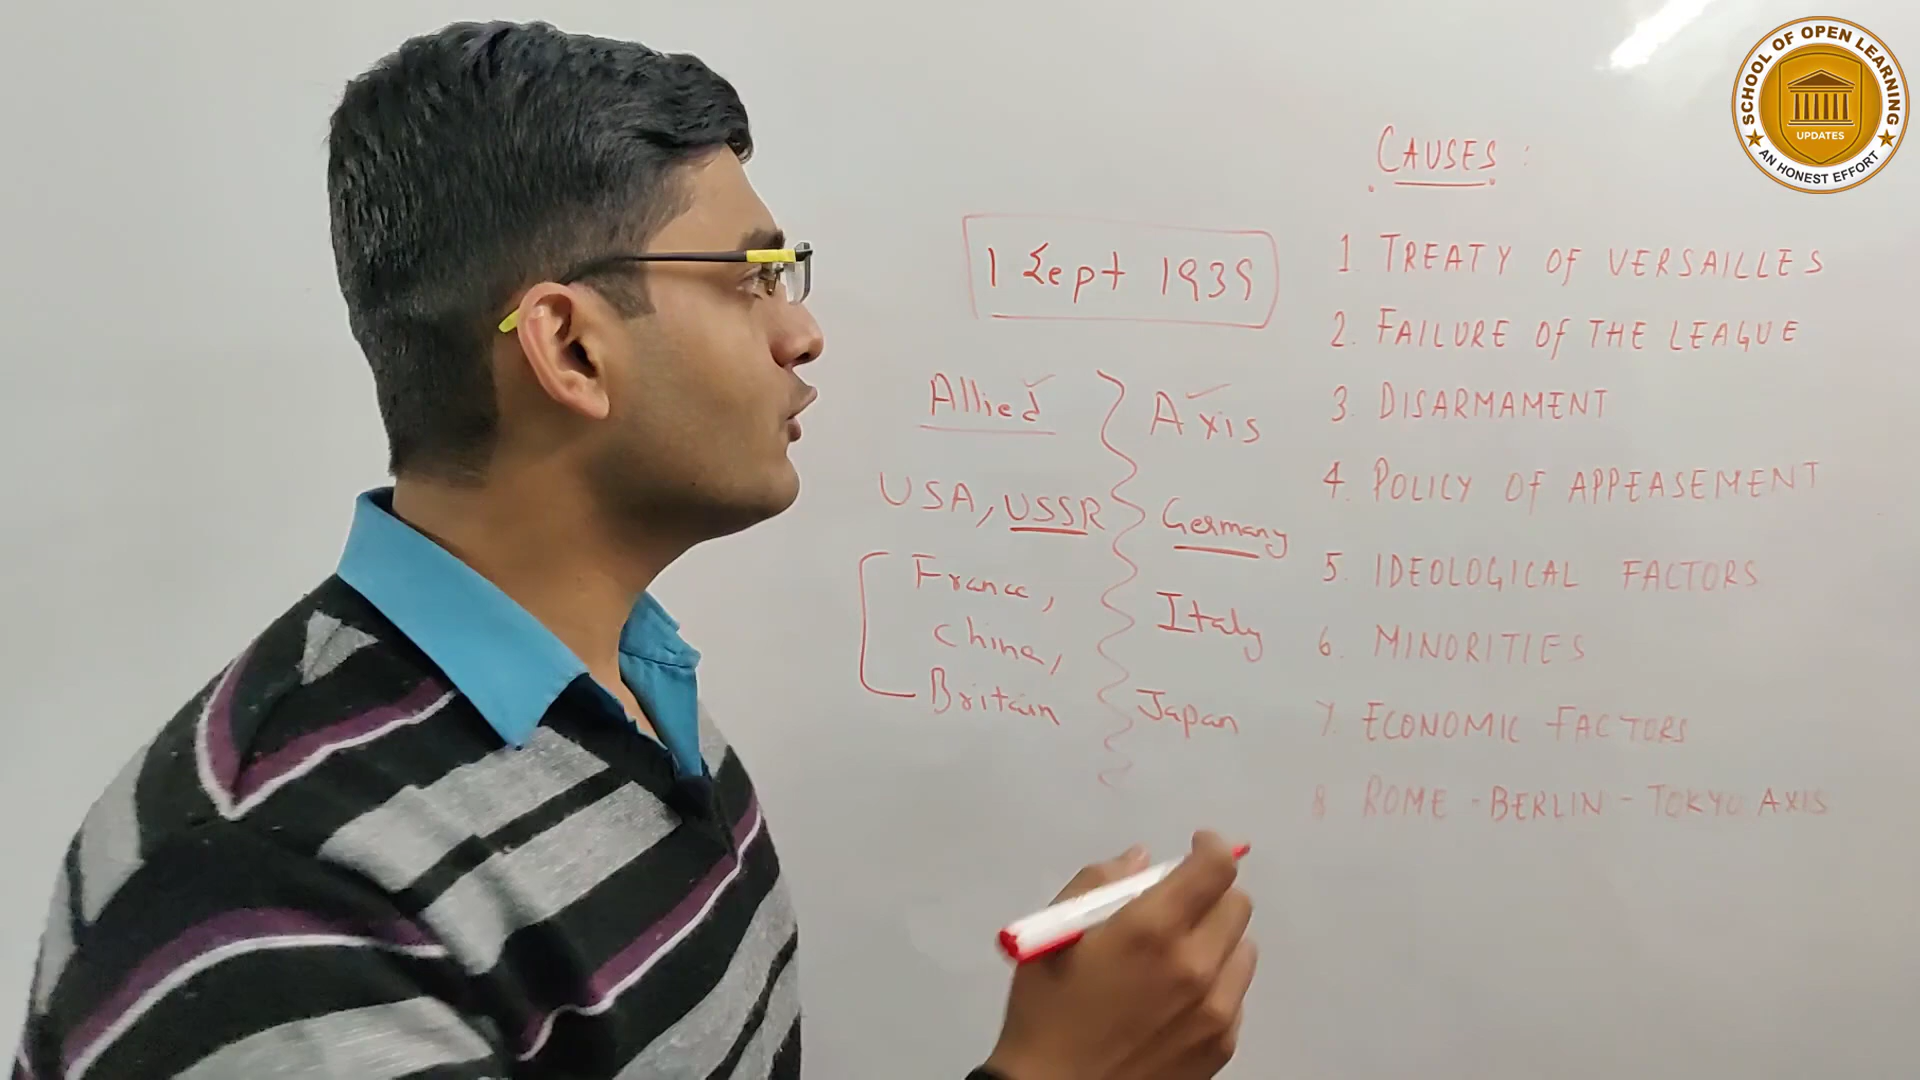 SCHOOL OF OPEN LEARNING
UPDATES
AN HONEST EFFORT
CAUSES :
1 Sept 1939
Allied
Axis
USA, USSR
Germany
France,
China,
Italy
Britain
Japan
1. TREATY OF VERSAILLES
2. FAILURE OF THE LEAGUE
3. DISARMAMENT
4. POLICY OF APPEASEMENT
5. IDEOLOGICAL FACTORS
6. MINORITIES
7. ECONOMIC FACTORS
8 ROME - BERLIN - TOKYO AXIS